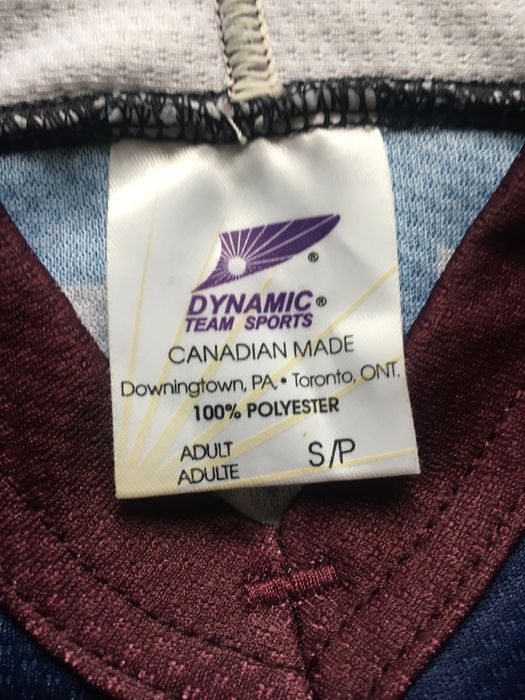 ®
DYNAMIC®
TEAM SPORTS
CANADIAN MADE
Downingtown, PA, • Toronto, ONT.
100% POLYESTER
ADULT S/P
ADULTE